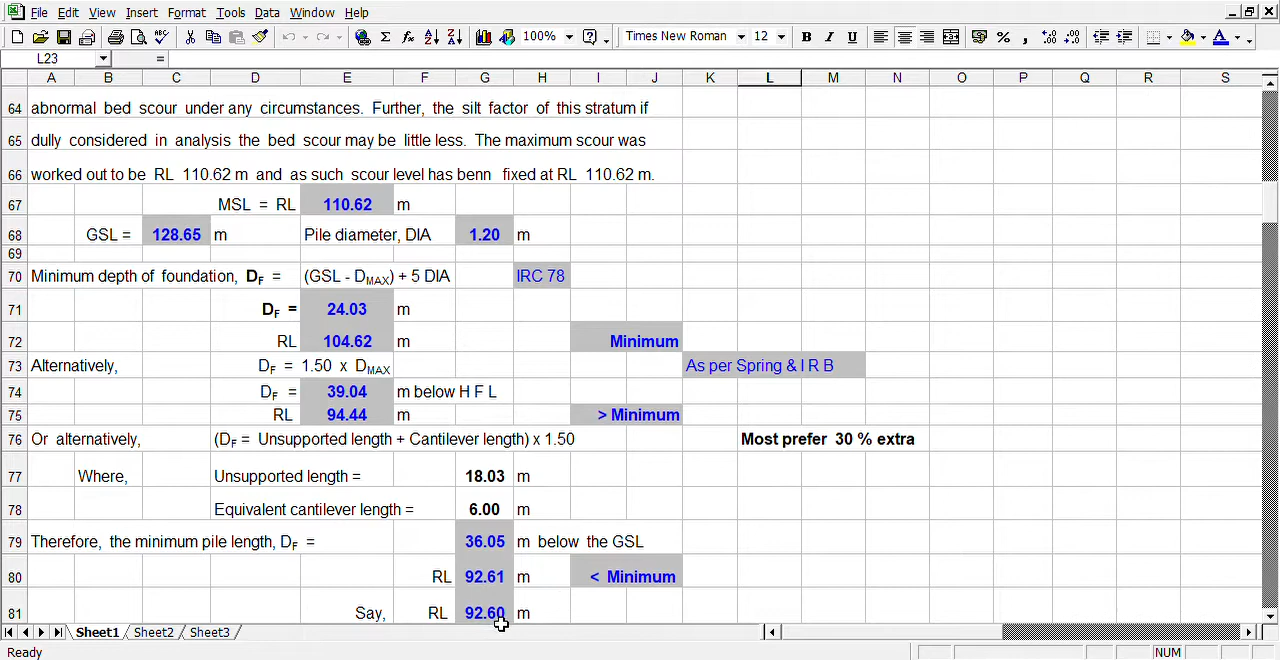 File Edit View Insert Format Tools Data Window Help
100% Times New Roman 12 B I U
L23 =
A B C D E F G H I J K L M N O P Q R S
64 abnormal bed scour under any circumstances. Further, the silt factor of this stratum if
65 dully considered in analysis the bed scour may be little less. The maximum scour was
66 worked out to be RL 110.62 m and as such scour level has benn fixed at RL 110.62 m.
67 MSL = RL 110.62 m
68 GSL = 128.65 m Pile diameter, DIA 1.20 m
69
70 Minimum depth of foundation, DF = (GSL - DMAX) + 5 DIA IRC 78
71 DF = 24.03 m
72 RL 104.62 m Minimum
73 Alternatively, DF = 1.50 x DMAX As per Spring & I R B
74 DF = 39.04 m below H F L
75 RL 94.44 m > Minimum
76 Or alternatively, (DF = Unsupported length + Cantilever length) x 1.50 Most prefer 30 % extra
77 Where, Unsupported length = 18.03 m
78 Equivalent cantilever length = 6.00 m
79 Therefore, the minimum pile length, DF = 36.05 m below the GSL
80 RL 92.61 m < Minimum
81 Say, RL 92.60 m
Sheet1 Sheet2 Sheet3
Ready NUM